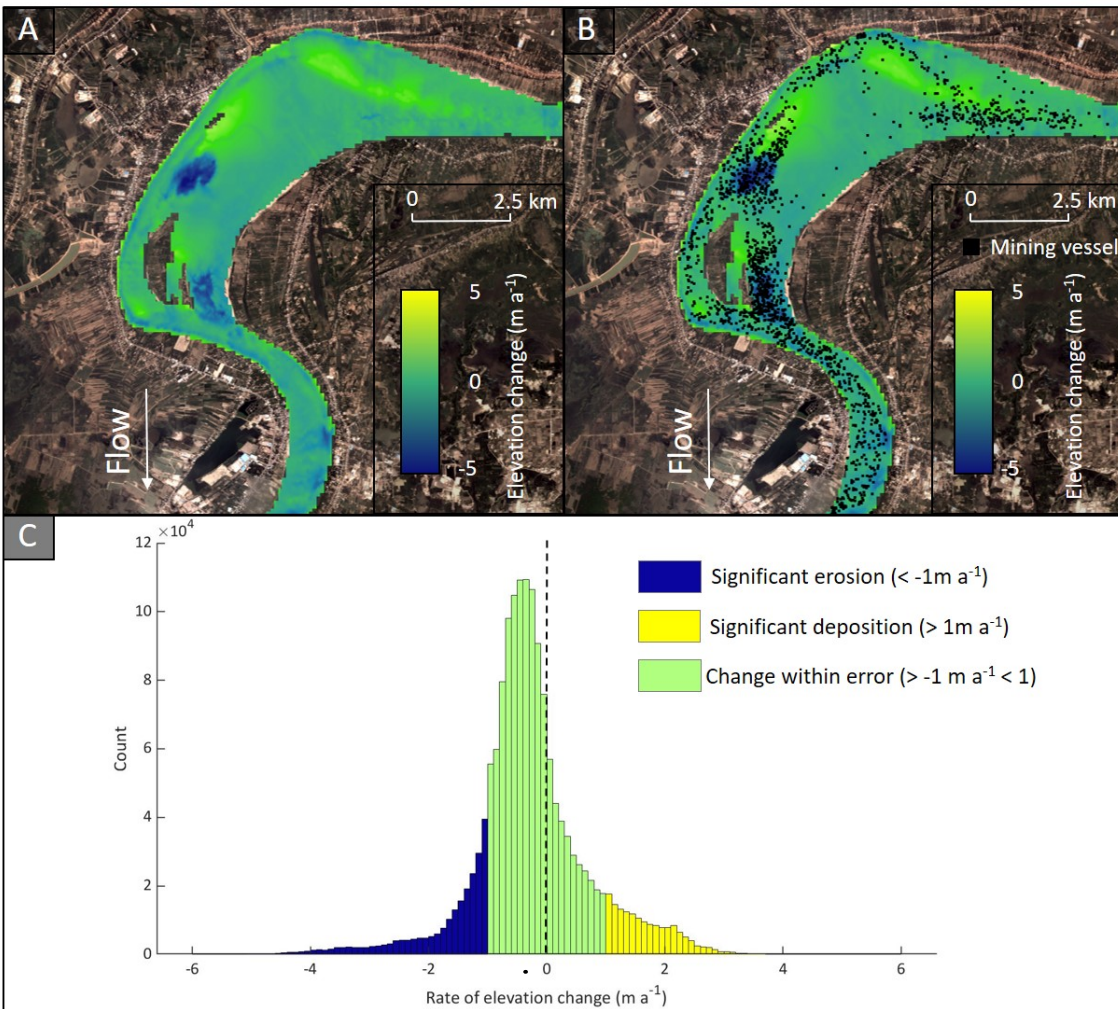 A
0 2.5 km
5
0
-5
Elevation change (m a⁻¹)
Flow
B
0 2.5 km
Mining vessel
5
0
-5
Elevation change (m a⁻¹)
Flow
C
×10⁴
12
10
8
6
4
2
0
Count
-6 -4 -2 0 2 4 6
Rate of elevation change (m a⁻¹)
Significant erosion (< -1m a⁻¹)
Significant deposition (> 1m a⁻¹)
Change within error (> -1 m a⁻¹ < 1)